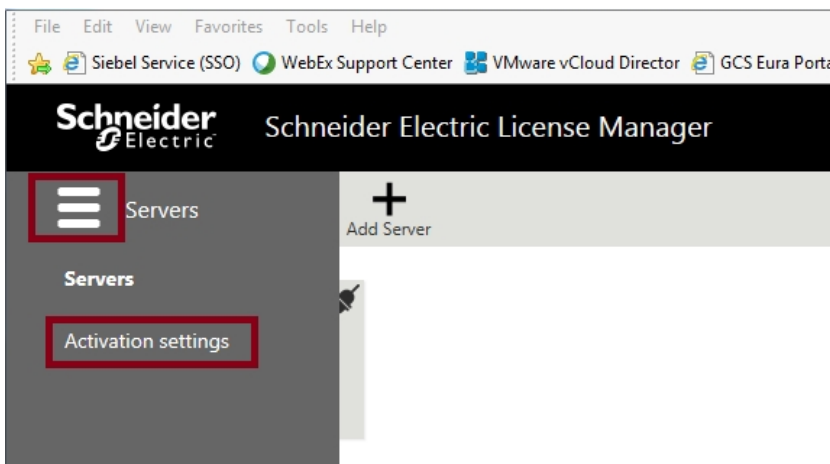 File Edit View Favorites Tools Help
Siebel Service (SSO) WebEx Support Center VMware vCloud Director GCS Eura Porta
Schneider Electric
Schneider Electric License Manager
Servers
Add Server
Servers
Activation settings